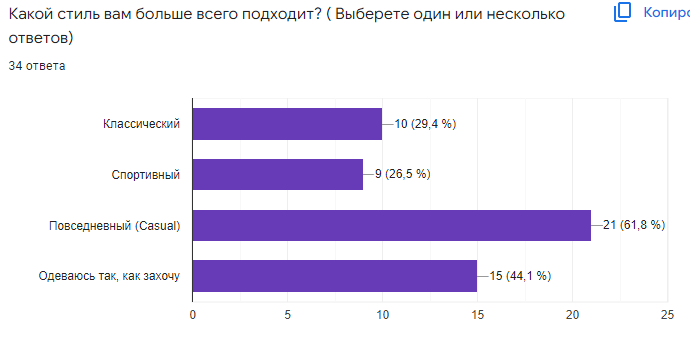 Какой стиль вам больше всего подходит? ( Выберете один или несколько
ответов)
Копиро
34 ответа
Классический
10 (29,4 %)
Спортивный
9 (26,5 %)
Повседневный (Casual)
21 (61,8 %)
Одеваюсь так, как захочу
15 (44,1 %)
0 5 10 15 20 25